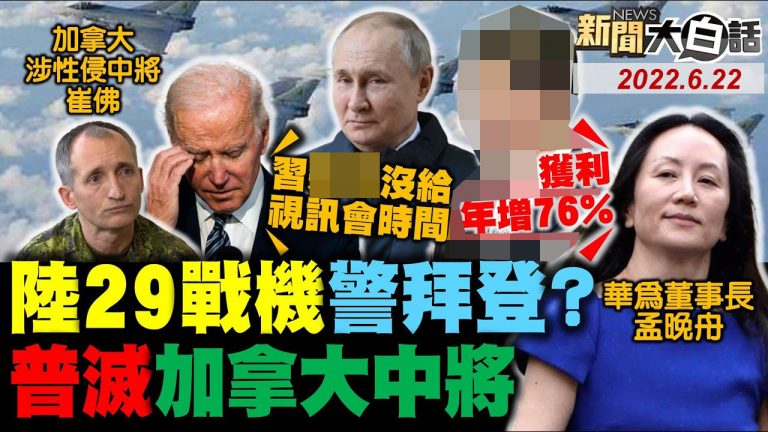 加拿大
涉性侵中將
崔佛
NEWS
新聞大白話
2022.6.22
習 沒給
視訊會時間
獲利
年增76%
華為董事長
孟晚舟
陸29戰機警拜登?
普滅加拿大中將